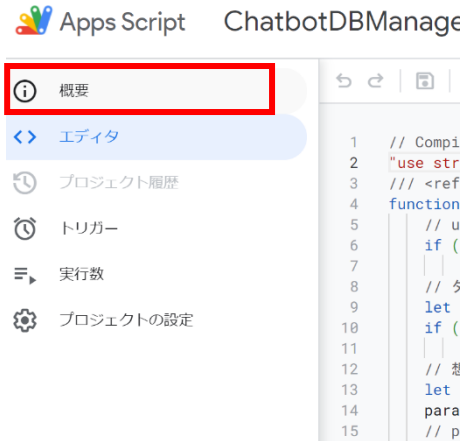 Apps Script ChatbotDBManage
概要
エディタ
プロジェクト履歴
トリガー
実行数
プロジェクトの設定
1 // Compi
2 "use str
3 /// <ref
4 function
5 // u
6 if (
7
8 // タ
9 let
10 if (
11
12 // 想
13 let
14 para
15 // p